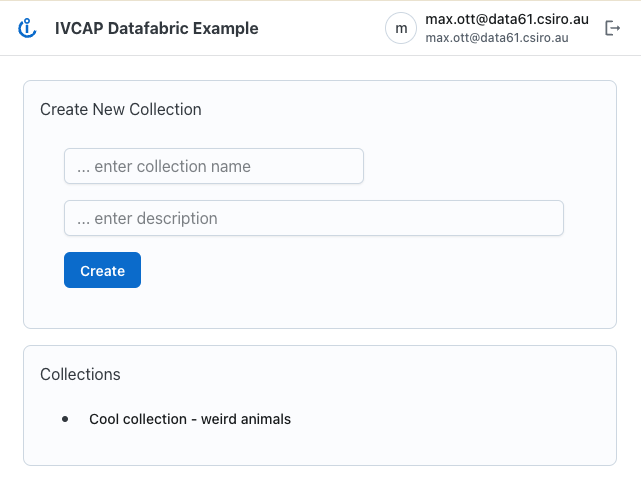 IVCAP Datafabric Example
m
max.ott@data61.csiro.au
max.ott@data61.csiro.au
Create New Collection
... enter collection name
... enter description
Create
Collections
• Cool collection - weird animals